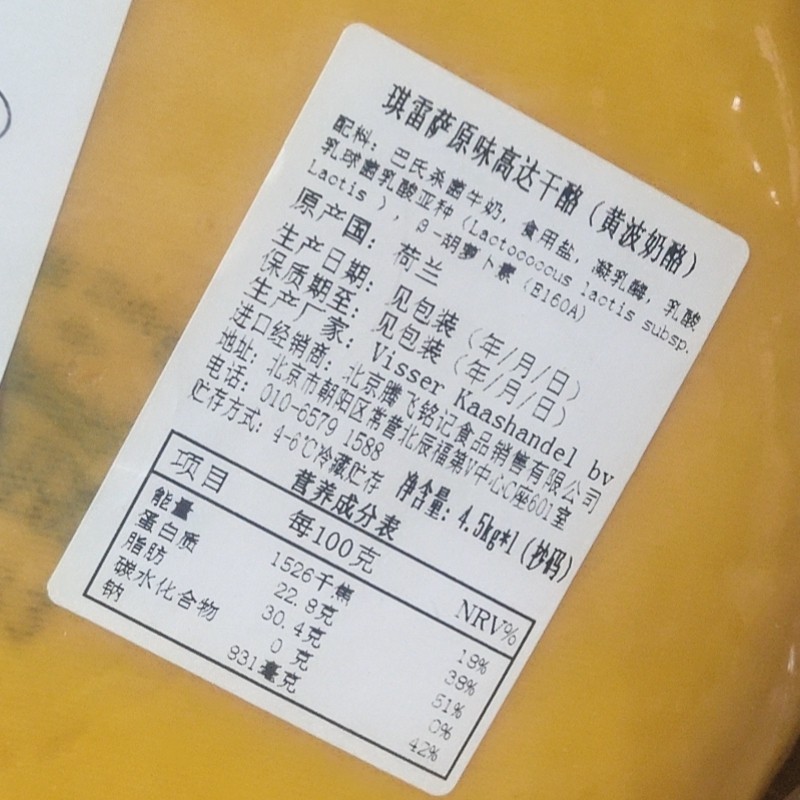 琪雷萨原味高达干酪（黄波奶酪）
配料：巴氏杀菌牛奶，食用盐，凝乳酶，乳酸
乳球菌乳酸亚种（Lactococcus lactis subsp.
Lactis ），β-胡萝卜素（E160A）
原产国：荷兰
生产日期：见包装（年/月/日）
保质期至：见包装（年/月/日）
生产厂家：Visser Kaashandel bv
进口经销商：北京腾飞铭记食品销售有限公司
地址：北京市朝阳区常营北辰福第V中心C座601室
电话：010-6579 1588
贮存方式：4-6℃冷藏贮存 净含量：4.5kg*1（抄码）
营养成分表
项目 每100克 NRV%
能量 1526千焦 18%
蛋白质 22.8克 38%
脂肪 30.4克 51%
碳水化合物 0 克 0%
钠 831毫克 42%